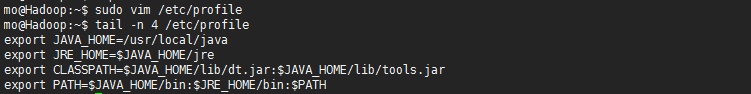 mo@Hadoop:~$ sudo vim /etc/profile
mo@Hadoop:~$ tail -n 4 /etc/profile
export JAVA_HOME=/usr/local/java
export JRE_HOME=$JAVA_HOME/jre
export CLASSPATH=$JAVA_HOME/lib/dt.jar:$JAVA_HOME/lib/tools.jar
export PATH=$JAVA_HOME/bin:$JRE_HOME/bin:$PATH